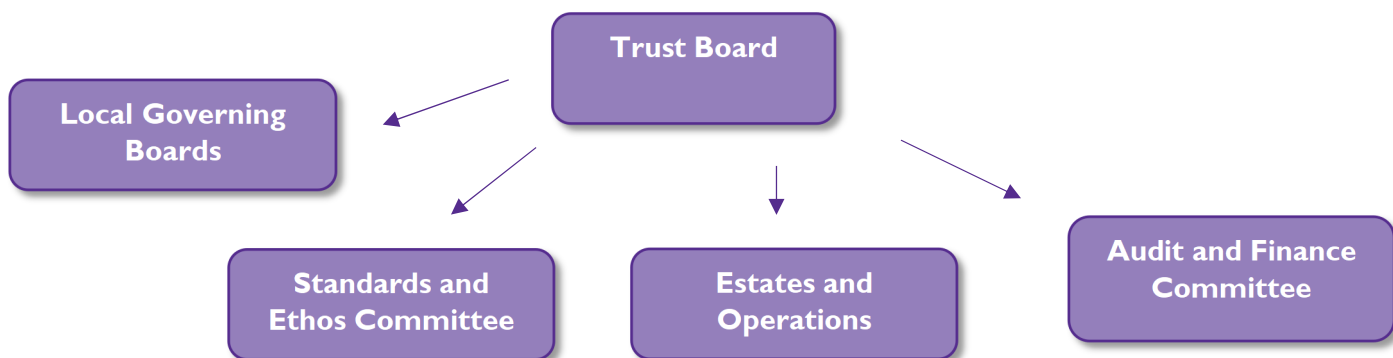 Trust Board
Local Governing
Boards
Standards and
Ethos Committee
Estates and
Operations
Audit and Finance
Committee